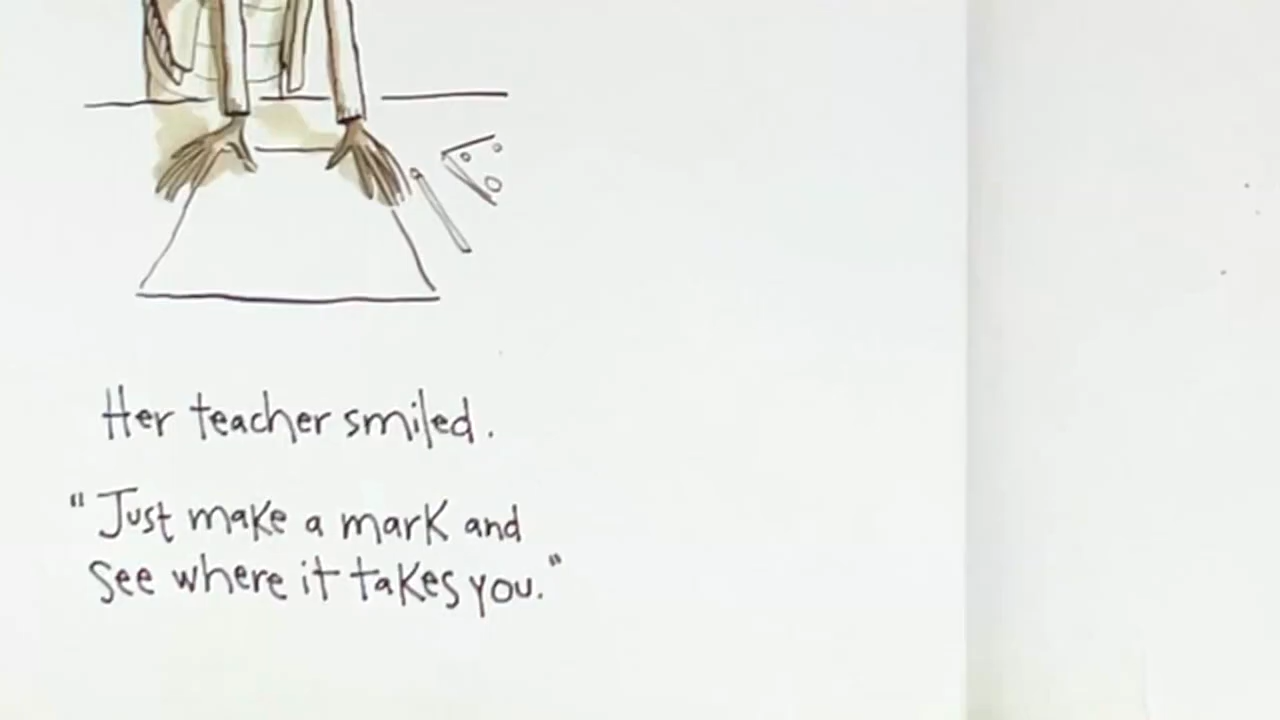 Her teacher smiled.
"Just make a mark and
see where it takes you."